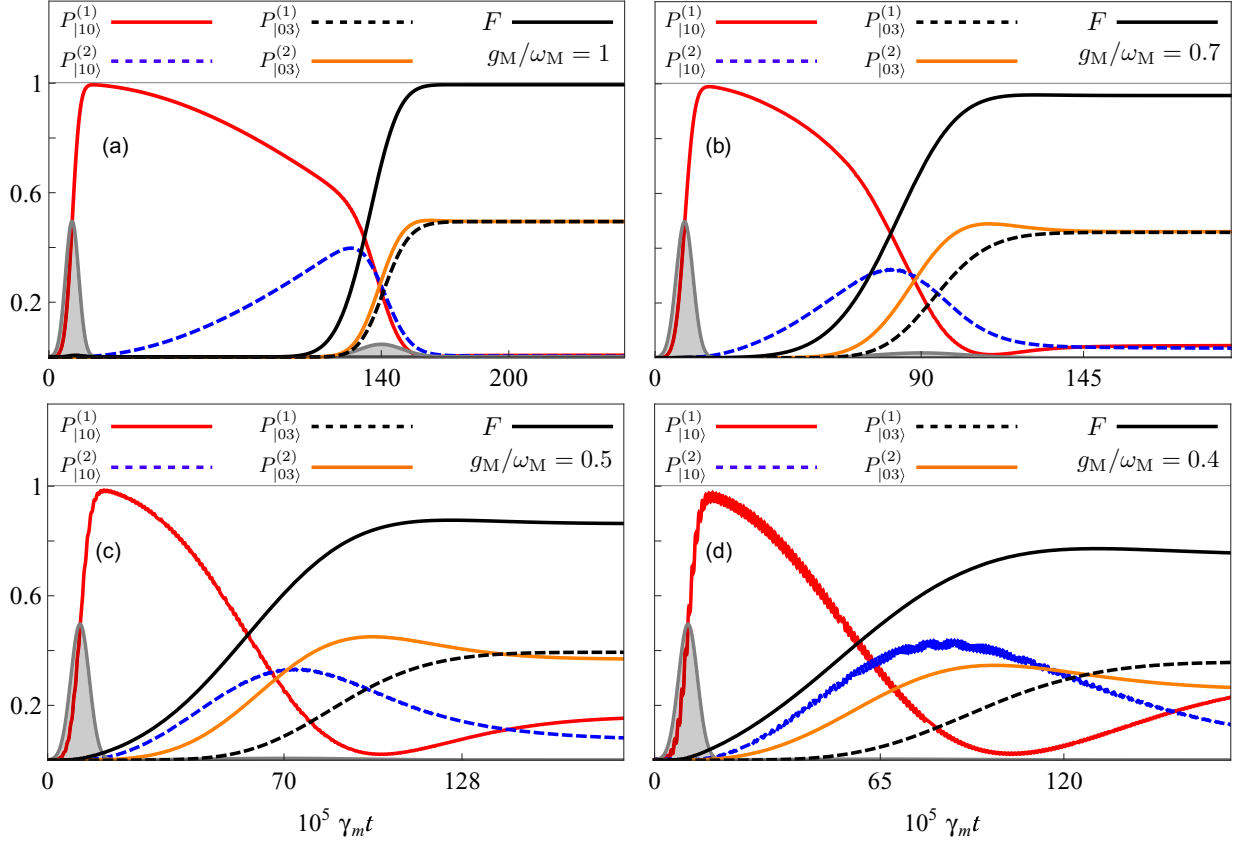 P^{(1)}_{|10⟩} P^{(1)}_{|03⟩} F
P^{(2)}_{|10⟩} P^{(2)}_{|03⟩} g_M/ω_M = 1
1
(a)
0.6
0.2
0 140 200
P^{(1)}_{|10⟩} P^{(1)}_{|03⟩} F
P^{(2)}_{|10⟩} P^{(2)}_{|03⟩} g_M/ω_M = 0.7
(b)
0 90 145
P^{(1)}_{|10⟩} P^{(1)}_{|03⟩} F
P^{(2)}_{|10⟩} P^{(2)}_{|03⟩} g_M/ω_M = 0.5
1
(c)
0.6
0.2
0 70 128
10^5 γ_m t
P^{(1)}_{|10⟩} P^{(1)}_{|03⟩} F
P^{(2)}_{|10⟩} P^{(2)}_{|03⟩} g_M/ω_M = 0.4
(d)
0 65 120
10^5 γ_m t